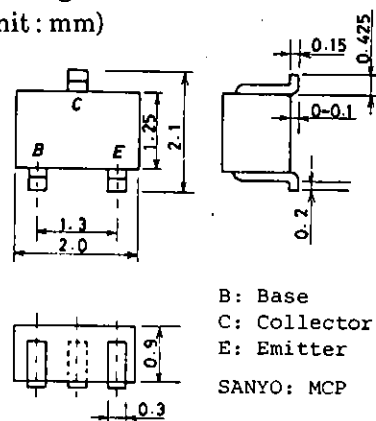 nit : mm)
0.15
0.425
C
B
E
1.25
2.1
0-0.1
1.3
2.0
0.2
0.9
0.3
B: Base
C: Collector
E: Emitter
SANYO: MCP